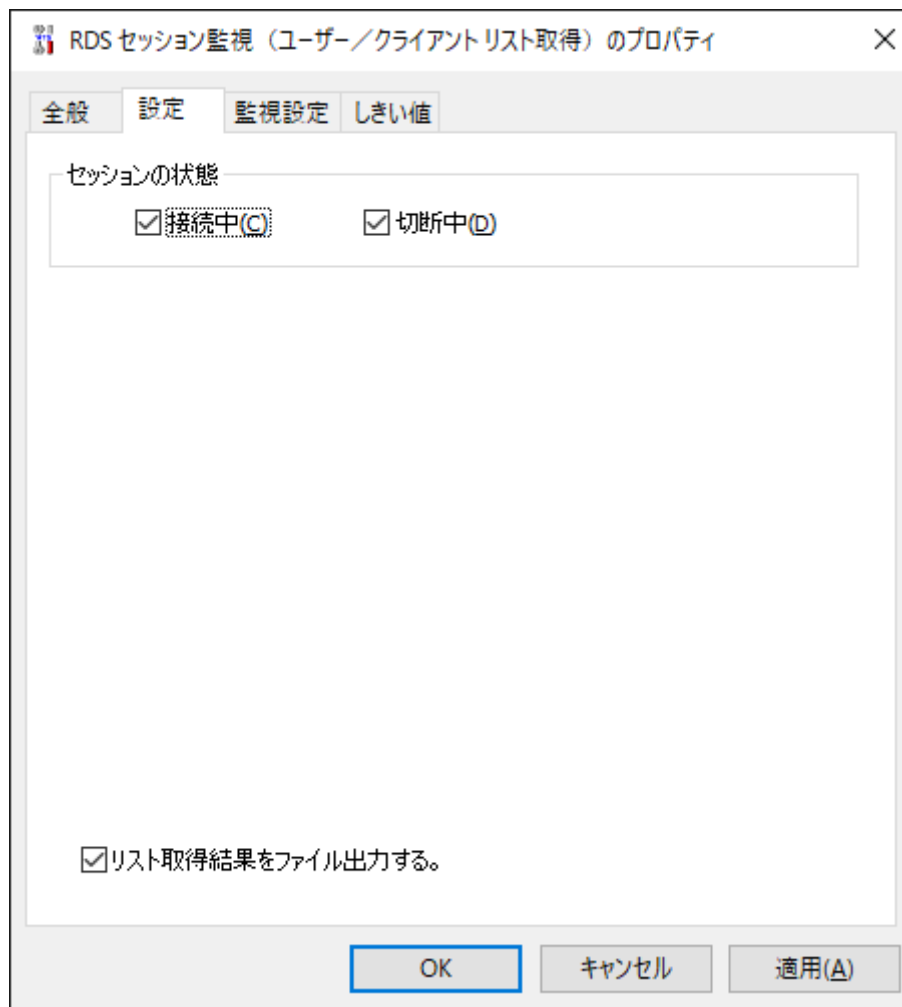 RDS セッション監視（ユーザー／クライアント リスト取得）のプロパティ
全般 設定 監視設定 しきい値
セッションの状態
接続中(C) 切断中(D)
リスト取得結果をファイル出力する。
OK キャンセル 適用(A)